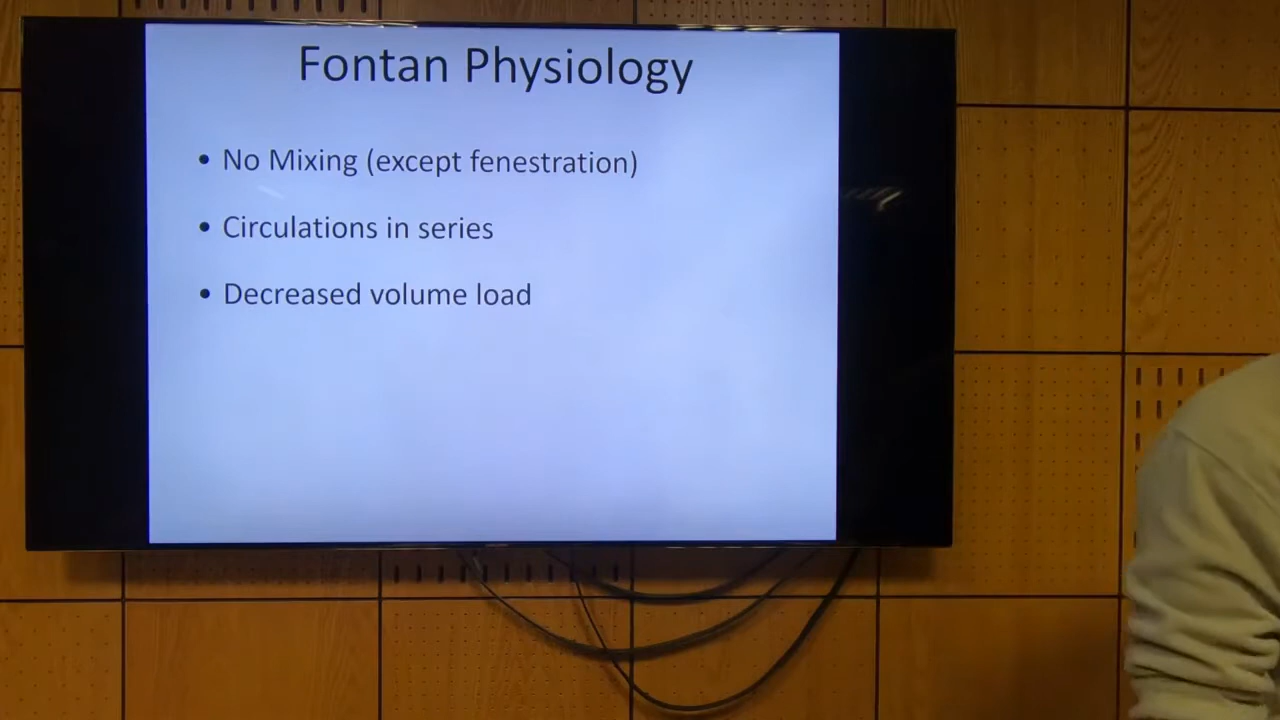 Fontan Physiology
• No Mixing (except fenestration)
• Circulations in series
• Decreased volume load